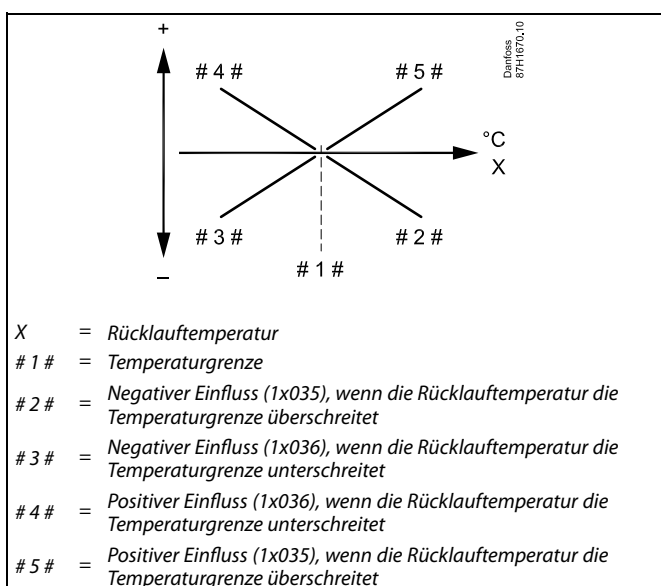 +
# 4 #
# 5 #
Danfoss
87H1670.10
°C
X
# 3 #
# 2 #
# 1 #
–
X = Rücklauftemperatur
# 1 # = Temperaturgrenze
# 2 # = Negativer Einfluss (1x035), wenn die Rücklauftemperatur die
Temperaturgrenze überschreitet
# 3 # = Negativer Einfluss (1x036), wenn die Rücklauftemperatur die
Temperaturgrenze unterschreitet
# 4 # = Positiver Einfluss (1x036), wenn die Rücklauftemperatur die
Temperaturgrenze unterschreitet
# 5 # = Positiver Einfluss (1x035), wenn die Rücklauftemperatur die
Temperaturgrenze überschreitet